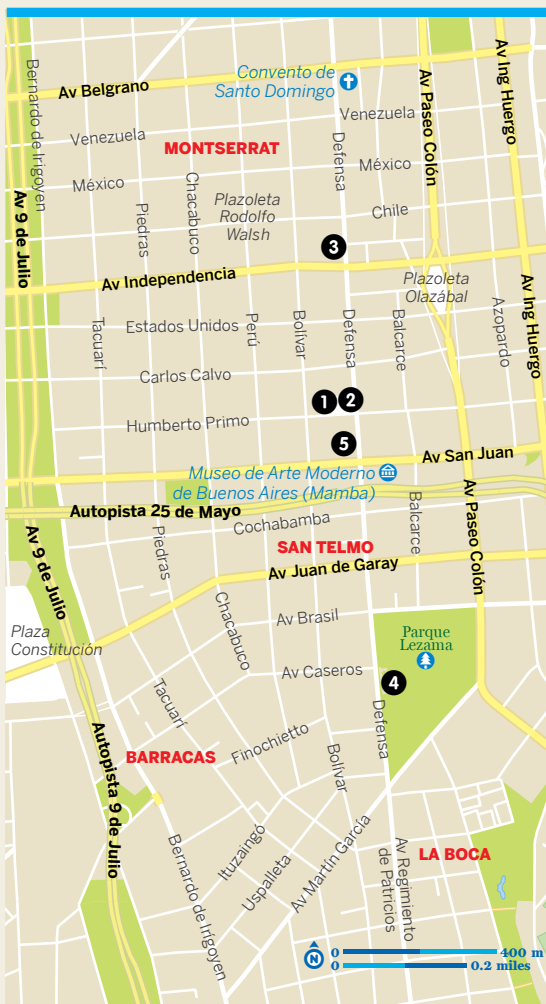 Bernardo de Irigoyen
Av Belgrano
Convento de
Santo Domingo
Av Paseo Colón
Av Ing Huergo
Venezuela
Venezuela
MONTSERRAT
Defensa
México
México
Av 9 de Julio
Piedras
Chacabuco
Plazoleta
Rodolfo
Walsh
Chile
3
Av Independencia
Plazoleta
Olazábal
Av Ing Huergo
Tacuarí
Estados Unidos
Perú
Bolívar
Defensa
Balcarce
Azopardo
Carlos Calvo
1
2
Humberto Primo
5
Av San Juan
Museo de Arte Moderno
de Buenos Aires (Mamba)
Autopista 25 de Mayo
Cochabamba
Balcarce
Av Paseo Colón
Av 9 de Julio
Piedras
SAN TELMO
Av Juan de Garay
Chacabuco
Av Brasil
Plaza
Constitución
Parque
Lezama
Av Caseros
4
Tacuarí
Defensa
Autopista 9 de Julio
BARRACAS
Finochietto
Bolívar
Ituzaingó
Uspalleta
Av Martín García
Av Regimiento
de Patricios
LA BOCA
Bernardo de Irígoyen
N
0 400 m
0 0.2 miles